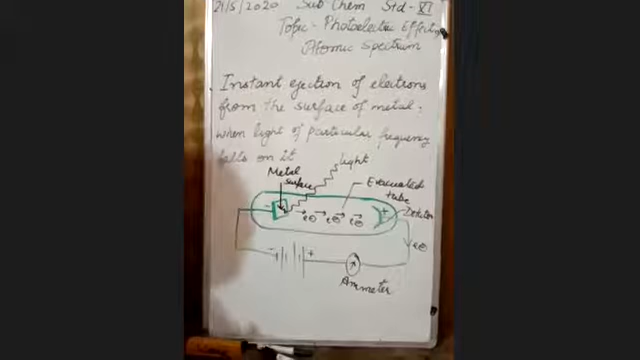 21/5/2020 Sub Chem Std - XI
Topic - Photoelectric Effect,
Atomic Spectrum
Instant ejection of electrons
from the surface of metal.
when light of particular frequency
falls on it
light
Metal
surface
Evacuated
tube
- + Detector
e⊖ e⊖ e⊖
e⊖
- +
A
Ammeter